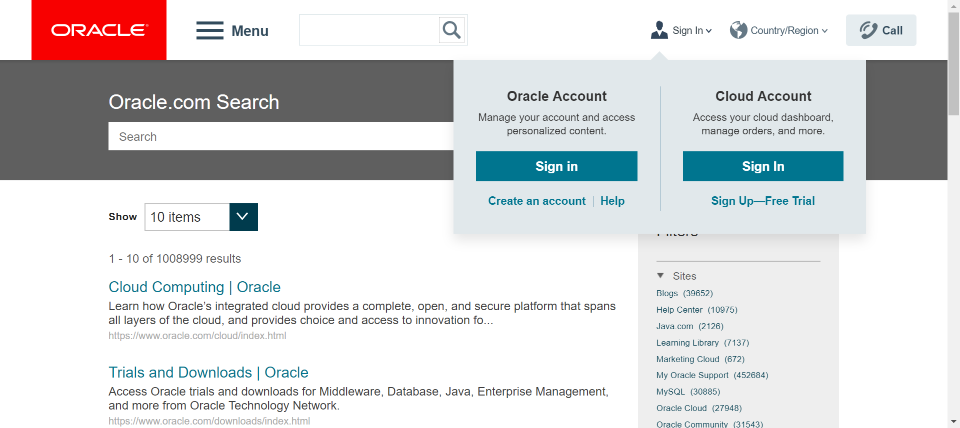 ORACLE
Menu
Sign In
Country/Region
Call
Oracle.com Search
Search
Oracle Account
Manage your account and access
personalized content.
Sign in
Create an account | Help
Cloud Account
Access your cloud dashboard,
manage orders, and more.
Sign In
Sign Up—Free Trial
Show
10 items
1 - 10 of 1008999 results
Cloud Computing | Oracle
Learn how Oracle's integrated cloud provides a complete, open, and secure platform that spans
all layers of the cloud, and provides choice and access to innovation fo...
https://www.oracle.com/cloud/index.html
Trials and Downloads | Oracle
Access Oracle trials and downloads for Middleware, Database, Java, Enterprise Management,
and more from Oracle Technology Network.
https://www.oracle.com/downloads/index.html
Filters
Sites
Blogs (39652)
Help Center (10975)
Java.com (2126)
Learning Library (7137)
Marketing Cloud (672)
My Oracle Support (452684)
MySQL (30885)
Oracle Cloud (27948)
Oracle Community (31543)